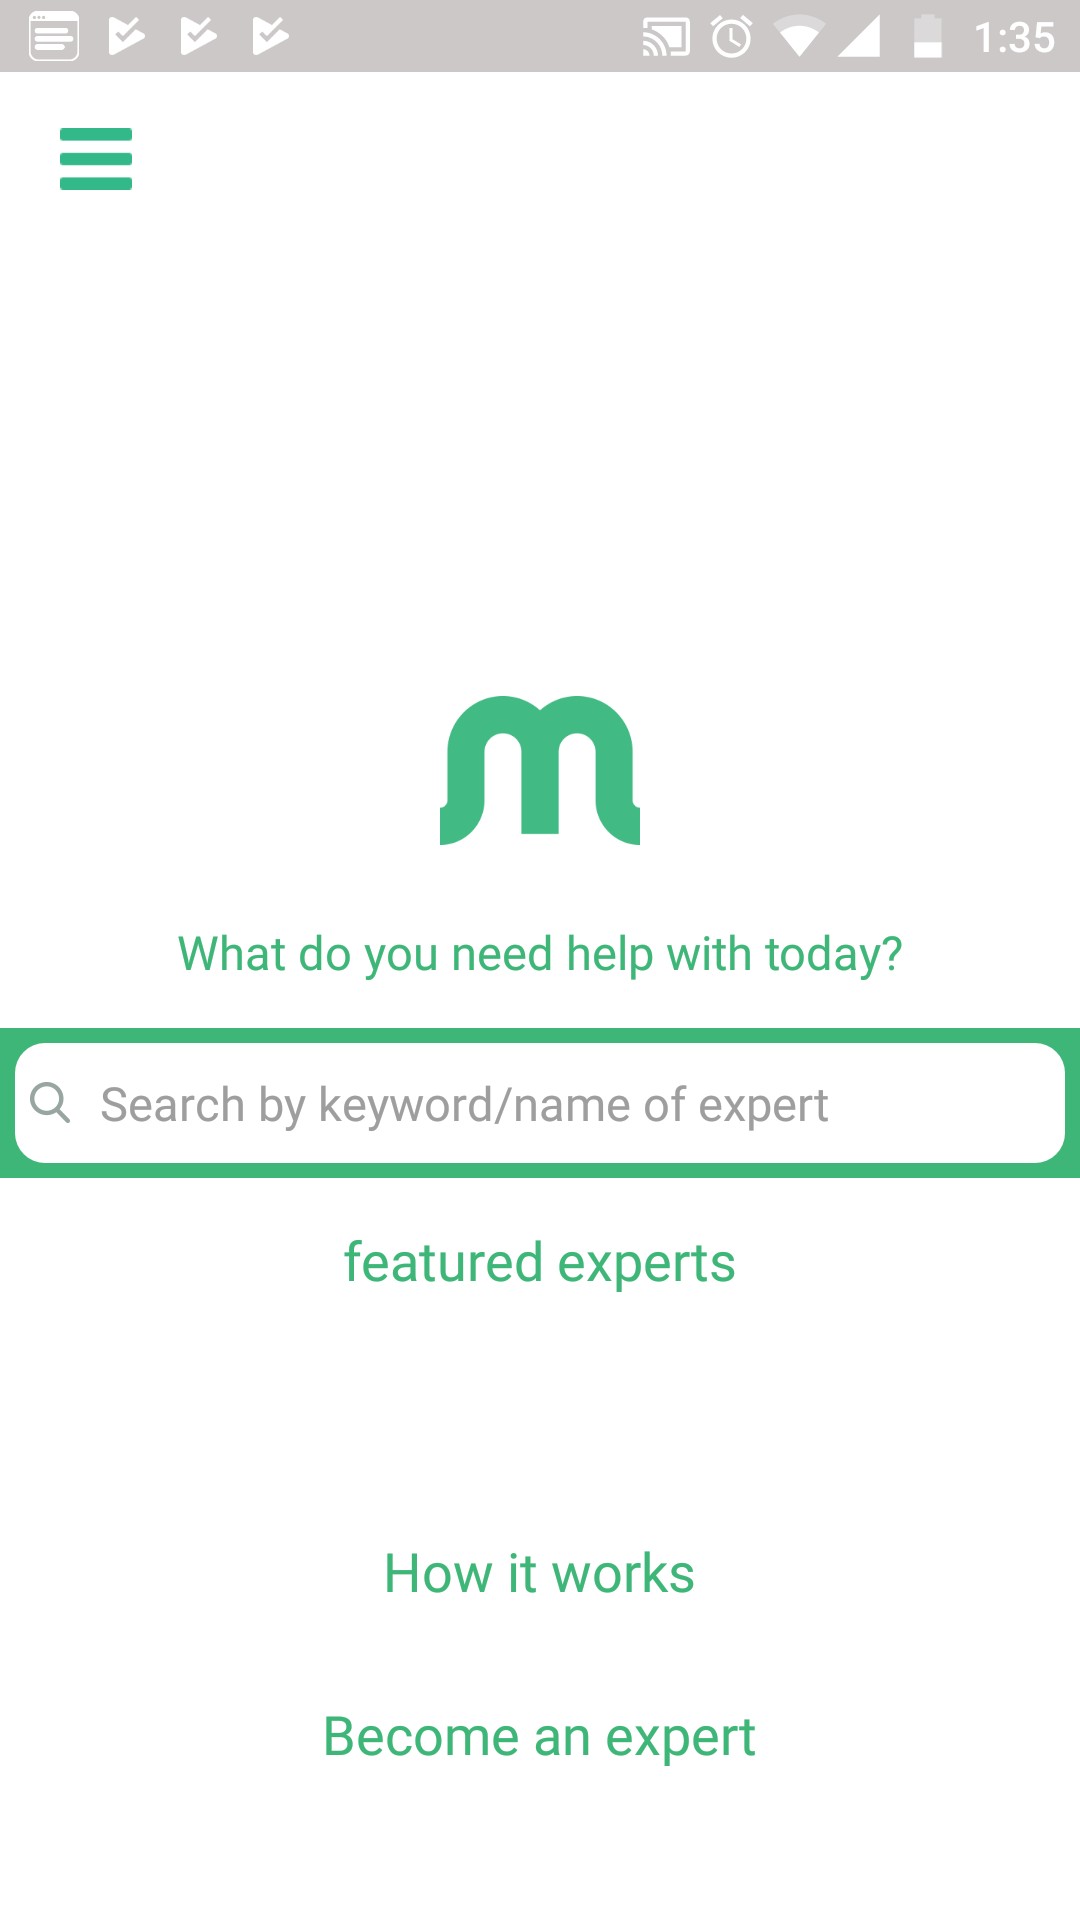 1:35
m
What do you need help with today?
Search by keyword/name of expert
featured experts
How it works
Become an expert